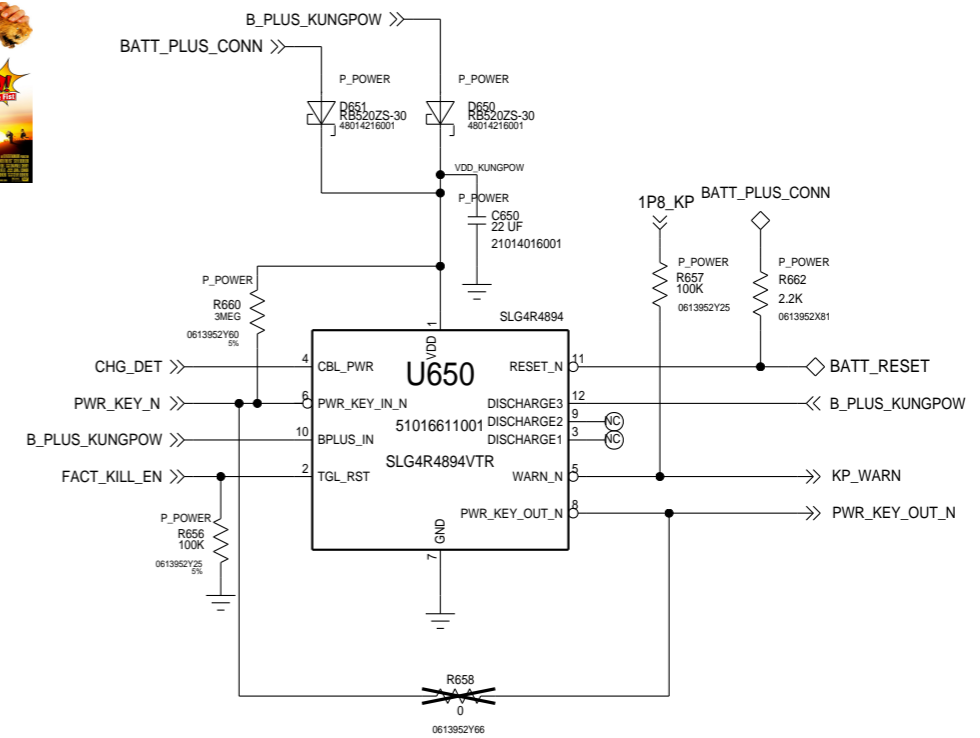 B_PLUS_KUNGPOW
BATT_PLUS_CONN
P_POWER
P_POWER
D651
RB520ZS-30
48014216001
D650
RB520ZS-30
48014216001
VDD_KUNGPOW
P_POWER
C650
22 UF
21014016001
1P8_KP
BATT_PLUS_CONN
P_POWER
R657
100K
0613952Y25
P_POWER
R662
2.2K
0613952X81
P_POWER
R660
3MEG
0613952Y60
5%
SLG4R4894
1
VDD
U650
51016611001
SLG4R4894VTR
CHG_DET
4
CBL_PWR
PWR_KEY_N
6
PWR_KEY_IN_N
B_PLUS_KUNGPOW
10
BPLUS_IN
FACT_KILL_EN
2
TGL_RST
RESET_N
11
BATT_RESET
DISCHARGE3
12
B_PLUS_KUNGPOW
DISCHARGE2
9
NC
DISCHARGE1
3
NC
WARN_N
5
KP_WARN
PWR_KEY_OUT_N
8
PWR_KEY_OUT_N
GND
7
P_POWER
R656
100K
0613952Y25
5%
R658
0
0613952Y66